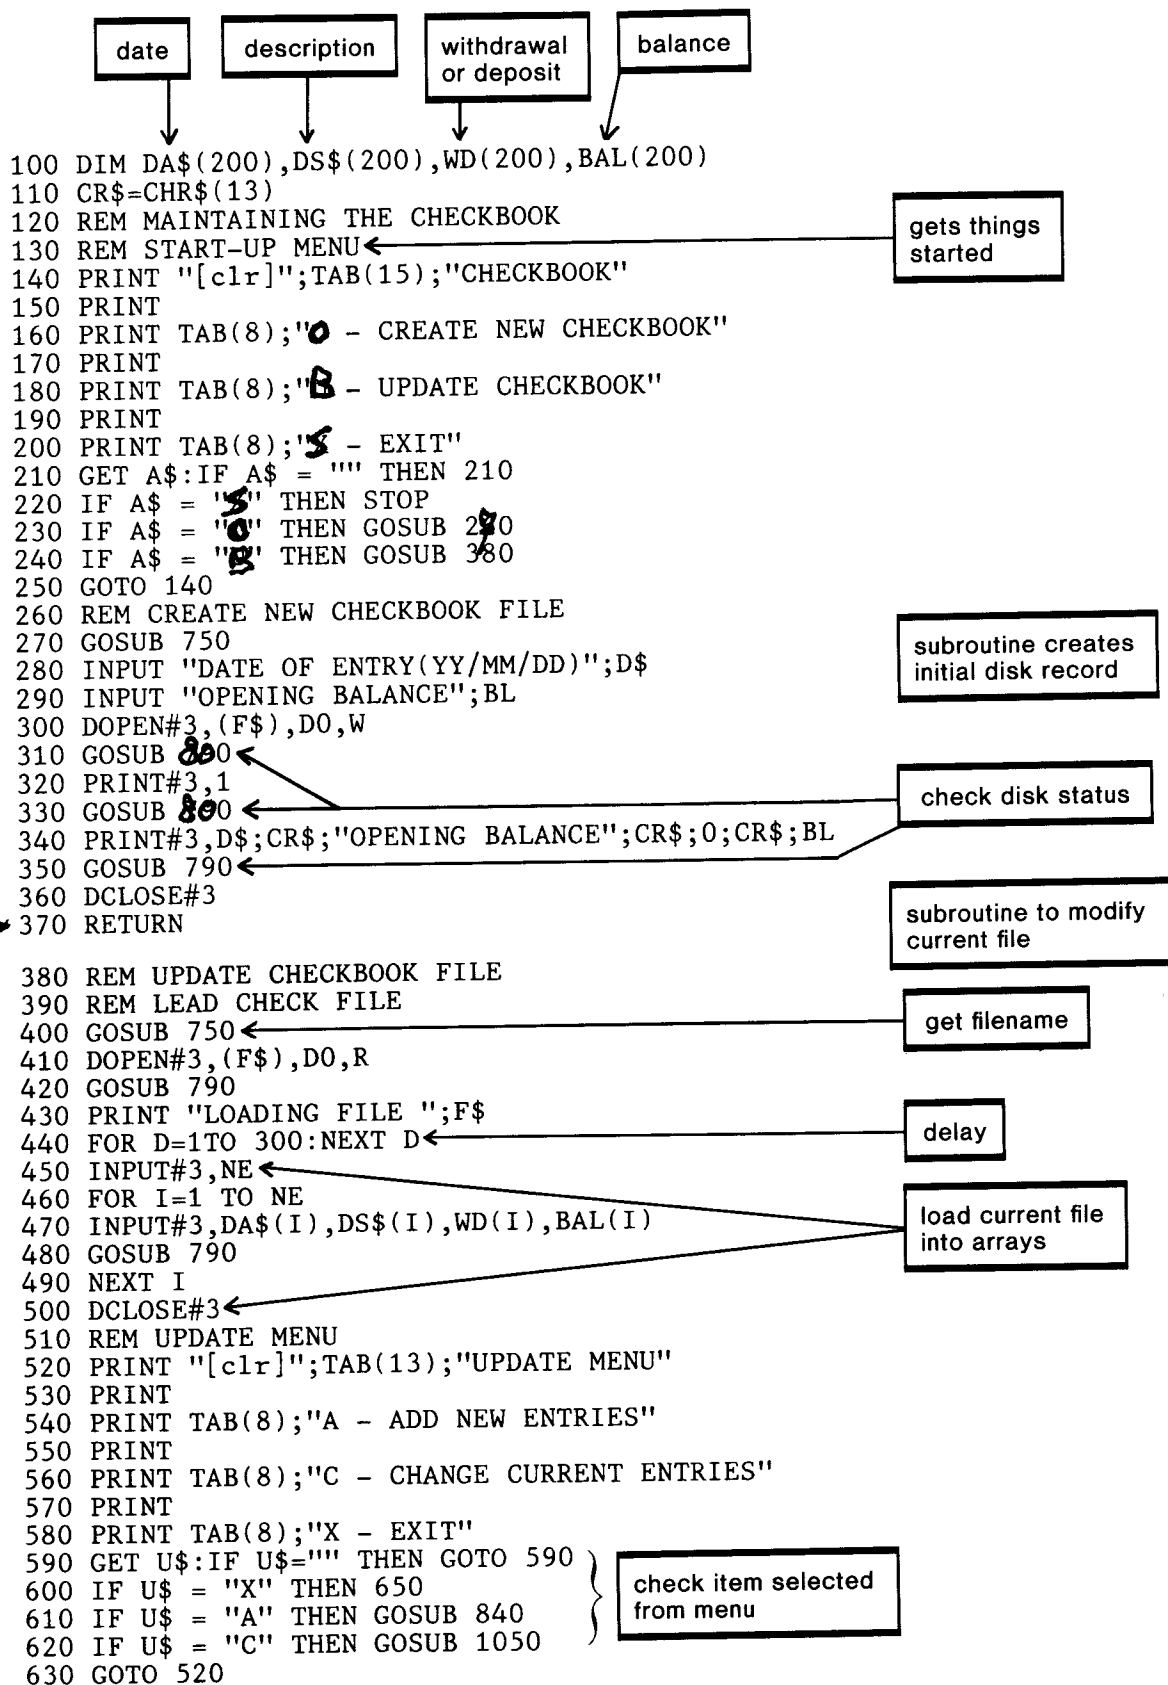 date
description
withdrawal
or deposit
balance
100 DIM DA$(200),DS$(200),WD(200),BAL(200)
110 CR$=CHR$(13)
120 REM MAINTAINING THE CHECKBOOK
130 REM START-UP MENU
gets things
started
140 PRINT "[clr]";TAB(15);"CHECKBOOK"
150 PRINT
160 PRINT TAB(8);"O - CREATE NEW CHECKBOOK"
170 PRINT
180 PRINT TAB(8);"B - UPDATE CHECKBOOK"
190 PRINT
200 PRINT TAB(8);"S - EXIT"
210 GET A$:IF A$ = "" THEN 210
220 IF A$ = "S" THEN STOP
230 IF A$ = "O" THEN GOSUB
240 IF A$ = "B" THEN GOSUB 380
250 GOTO 140
260 REM CREATE NEW CHECKBOOK FILE
270 GOSUB 750
280 INPUT "DATE OF ENTRY(YY/MM/DD)";D$
subroutine creates
initial disk record
290 INPUT "OPENING BALANCE";BL
300 DOPEN#3,(F$),D0,W
310 GOSUB 800
320 PRINT#3,1
330 GOSUB 800
check disk status
340 PRINT#3,D$;CR$;"OPENING BALANCE";CR$;0;CR$;BL
350 GOSUB 790
360 DCLOSE#3
370 RETURN
subroutine to modify
current file
380 REM UPDATE CHECKBOOK FILE
390 REM LEAD CHECK FILE
400 GOSUB 750
get filename
410 DOPEN#3,(F$),D0,R
420 GOSUB 790
430 PRINT "LOADING FILE ";F$
440 FOR D=1TO 300:NEXT D
delay
450 INPUT#3,NE
460 FOR I=1 TO NE
470 INPUT#3,DA$(I),DS$(I),WD(I),BAL(I)
load current file
into arrays
480 GOSUB 790
490 NEXT I
500 DCLOSE#3
510 REM UPDATE MENU
520 PRINT "[clr]";TAB(13);"UPDATE MENU"
530 PRINT
540 PRINT TAB(8);"A - ADD NEW ENTRIES"
550 PRINT
560 PRINT TAB(8);"C - CHANGE CURRENT ENTRIES"
570 PRINT
580 PRINT TAB(8);"X - EXIT"
590 GET U$:IF U$="" THEN GOTO 590
600 IF U$ = "X" THEN 650
610 IF U$ = "A" THEN GOSUB 840
620 IF U$ = "C" THEN GOSUB 1050
check item selected
from menu
630 GOTO 520